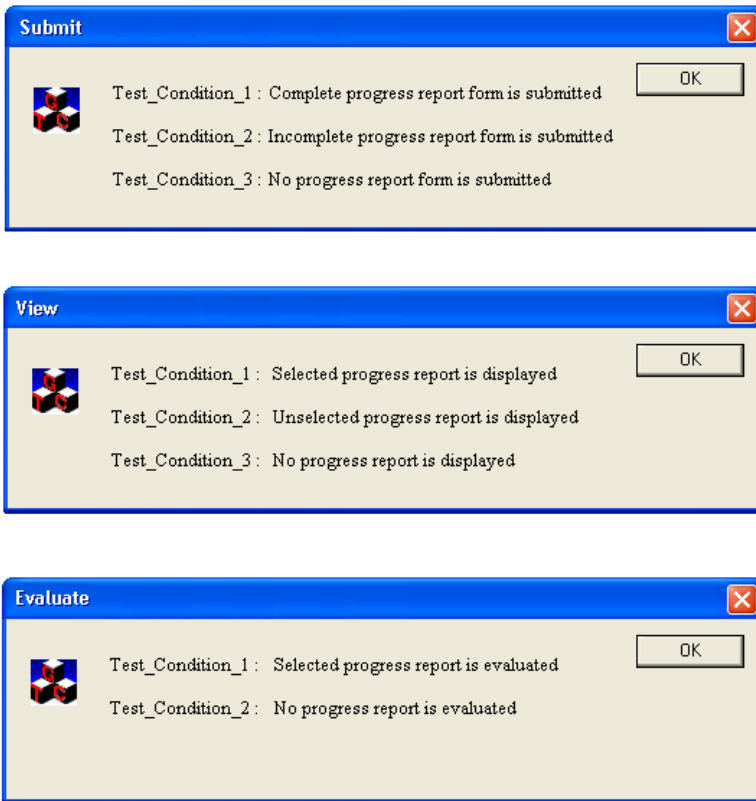 Submit
OK
Test_Condition_1 : Complete progress report form is submitted
Test_Condition_2 : Incomplete progress report form is submitted
Test_Condition_3 : No progress report form is submitted
View
OK
Test_Condition_1 : Selected progress report is displayed
Test_Condition_2 : Unselected progress report is displayed
Test_Condition_3 : No progress report is displayed
Evaluate
OK
Test_Condition_1 : Selected progress report is evaluated
Test_Condition_2 : No progress report is evaluated
G
T C
G
T C
G
T C